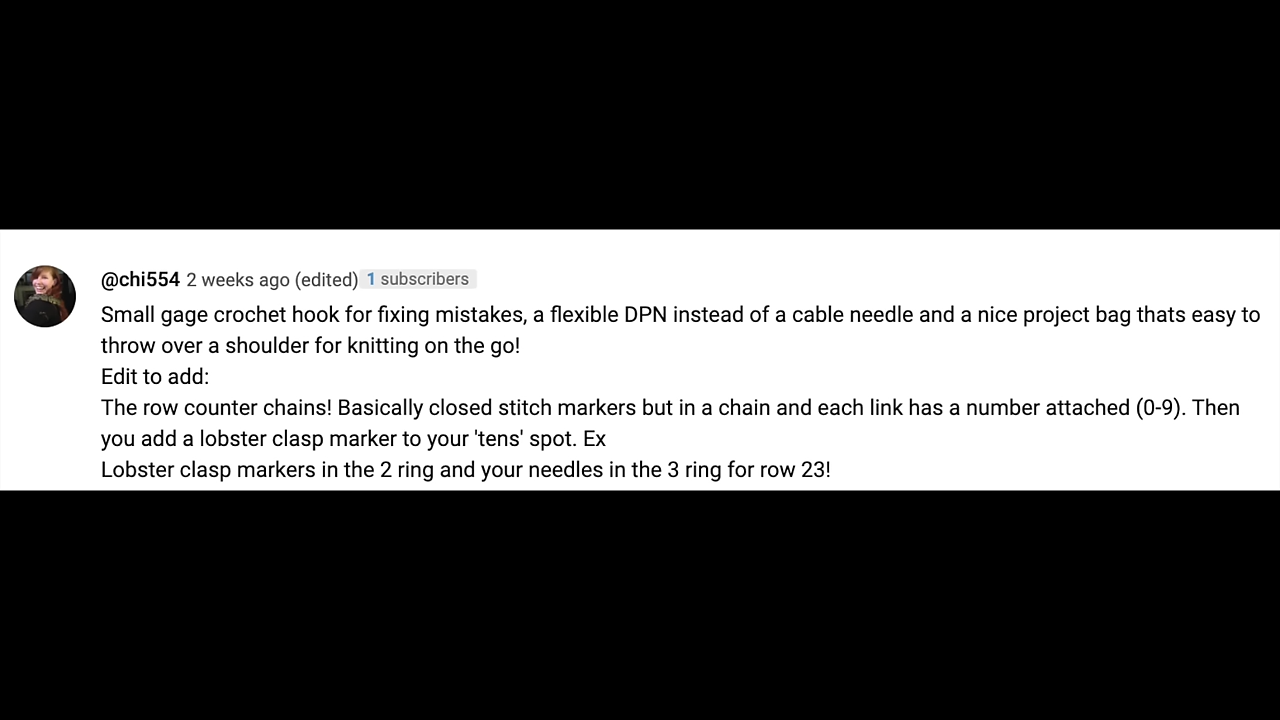 @chi554 2 weeks ago (edited) 1 subscribers
Small gage crochet hook for fixing mistakes, a flexible DPN instead of a cable needle and a nice project bag thats easy to
throw over a shoulder for knitting on the go!
Edit to add:
The row counter chains! Basically closed stitch markers but in a chain and each link has a number attached (0-9). Then
you add a lobster clasp marker to your 'tens' spot. Ex
Lobster clasp markers in the 2 ring and your needles in the 3 ring for row 23!